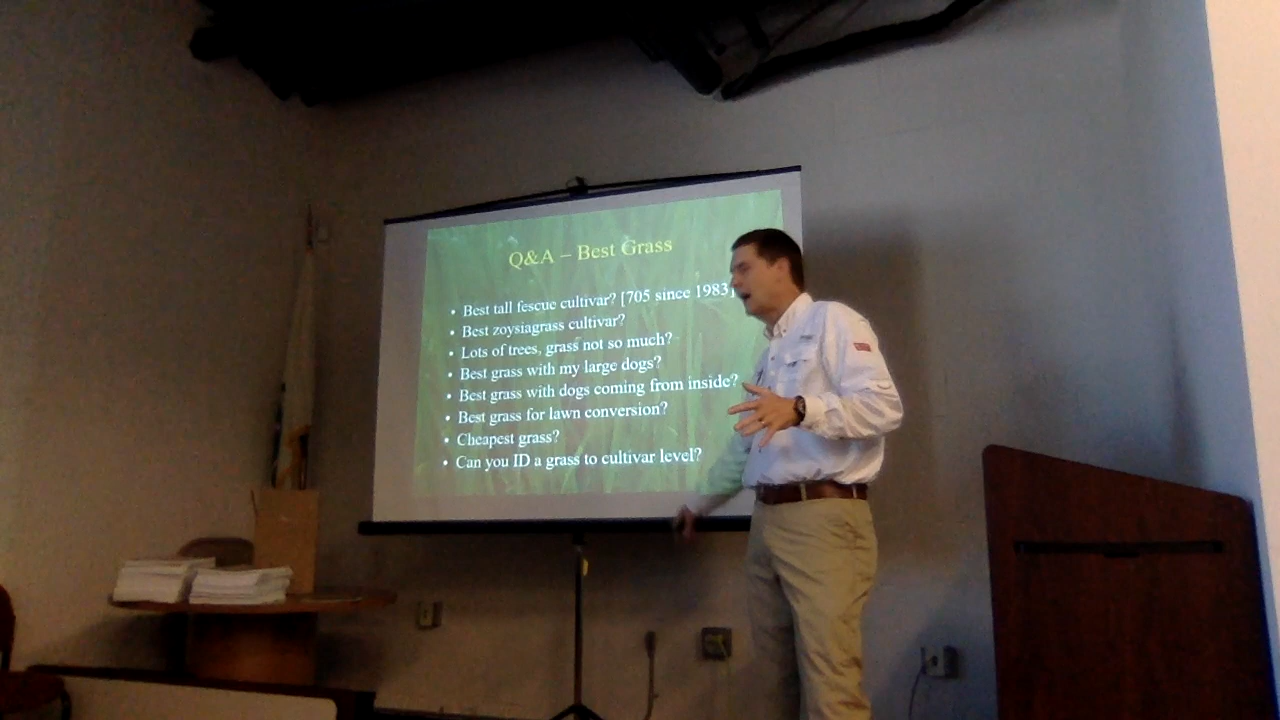 Q&A – Best Grass
• Best tall fescue cultivar? [705 since 1983]
• Best zoysiagrass cultivar?
• Lots of trees, grass not so much?
• Best grass with my large dogs?
• Best grass with dogs coming from inside?
• Best grass for lawn conversion?
• Cheapest grass?
• Can you ID a grass to cultivar level?